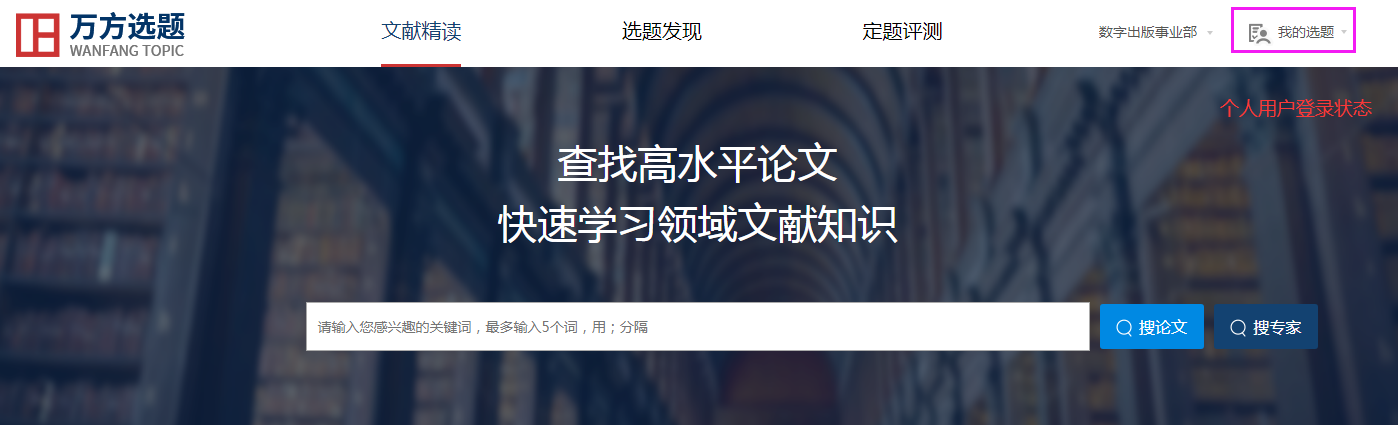 万方选题
WANFANG TOPIC
文献精读
选题发现
定题评测
数字出版事业部
我的选题
个人用户登录状态
查找高水平论文
快速学习领域文献知识
请输入您感兴趣的关键词，最多输入5个词，用；分隔
搜论文
搜专家